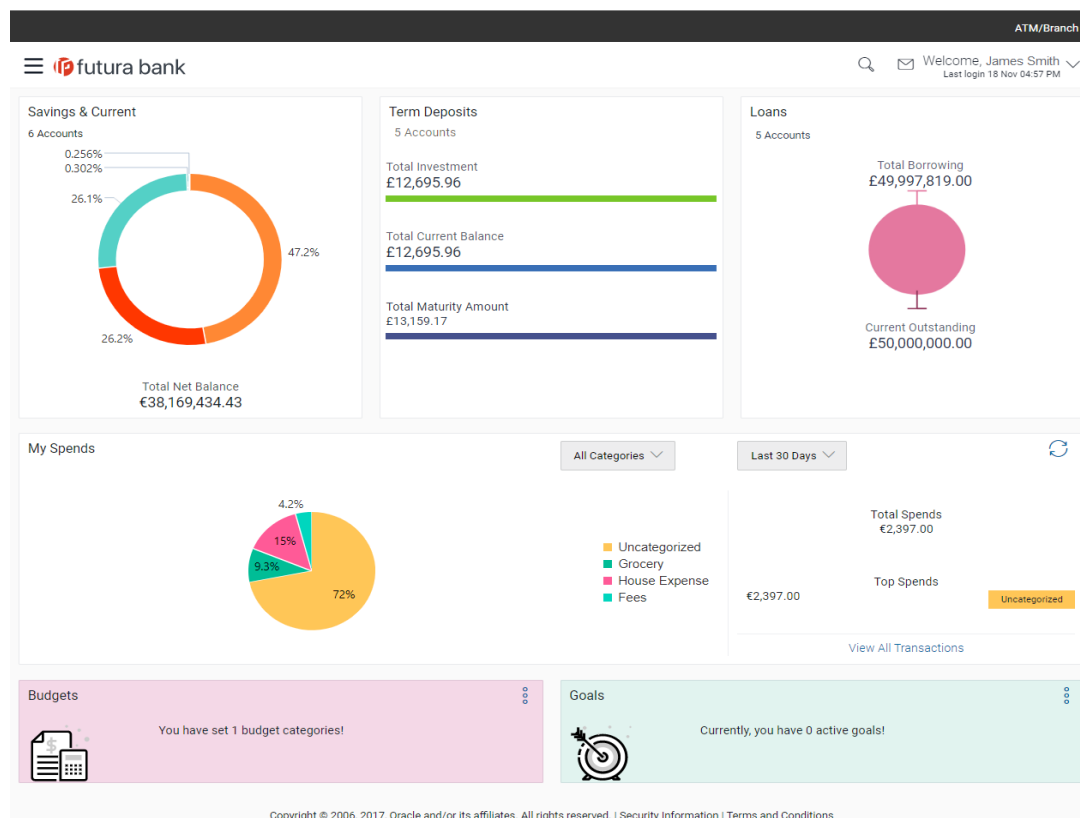 ATM/Branch
futura bank
Welcome, James Smith
Last login 18 Nov 04:57 PM
Savings & Current
6 Accounts
0.256%
0.302%
26.1%
47.2%
26.2%
Total Net Balance
€38,169,434.43
Term Deposits
5 Accounts
Total Investment
£12,695.96
Total Current Balance
£12,695.96
Total Maturity Amount
£13,159.17
Loans
5 Accounts
Total Borrowing
£49,997,819.00
Current Outstanding
£50,000,000.00
My Spends
All Categories
Last 30 Days
4.2%
15%
9.3%
72%
Uncategorized
Grocery
House Expense
Fees
Total Spends
€2,397.00
Top Spends
€2,397.00
Uncategorized
View All Transactions
Budgets
You have set 1 budget categories!
Goals
Currently, you have 0 active goals!
Copyright © 2006, 2017, Oracle and/or its affiliates. All rights reserved. | Security Information | Terms and Conditions